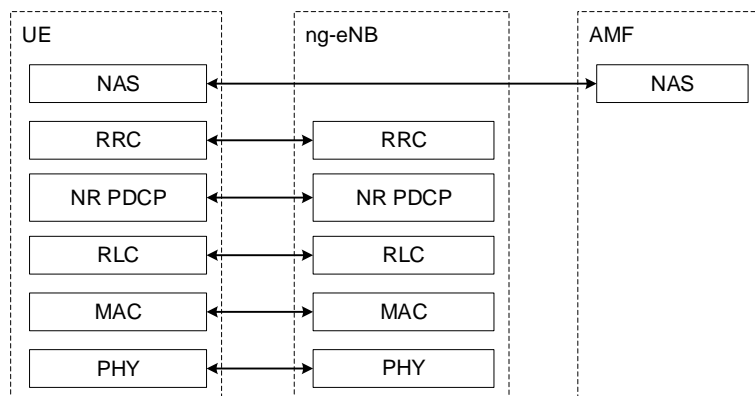 UE
ng-eNB
AMF
NAS
NAS
RRC
RRC
NR PDCP
NR PDCP
RLC
RLC
MAC
MAC
PHY
PHY